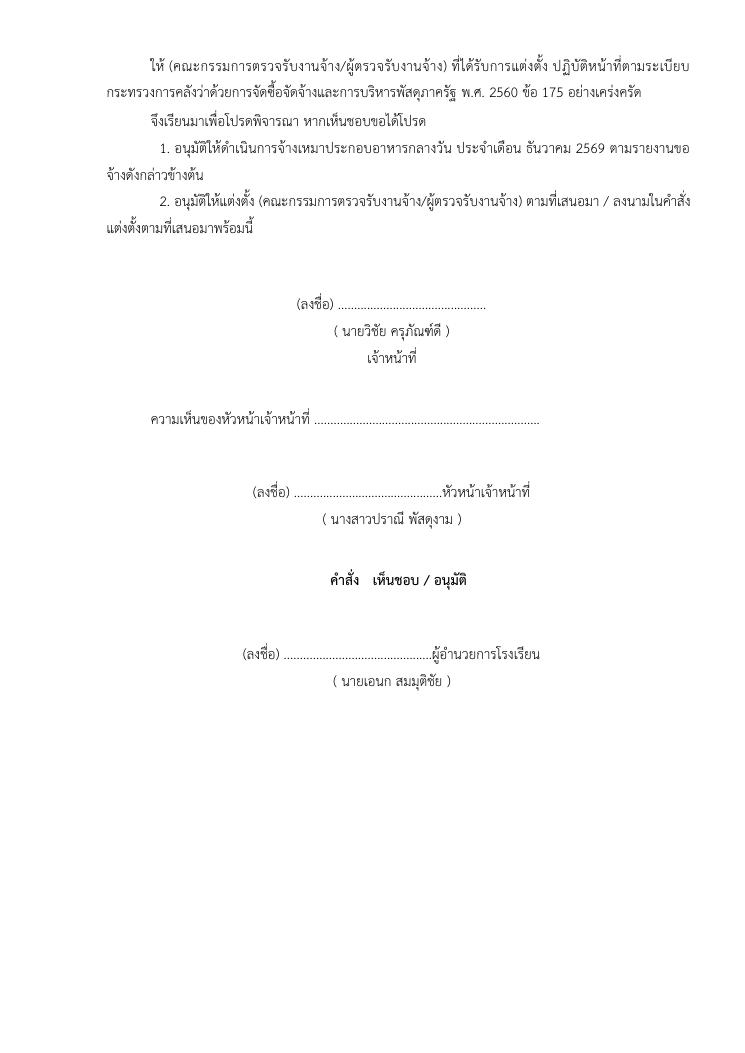 ให้ (คณะกรรมการตรวจรับงานจ้าง/ผู้ตรวจรับงานจ้าง) ที่ได้รับการแต่งตั้ง ปฏิบัติหน้าที่ตามระเบียบ
กระทรวงการคลังว่าด้วยการจัดซื้อจัดจ้างและการบริหารพัสดุภาครัฐ พ.ศ. 2560 ข้อ 175 อย่างเคร่งครัด
จึงเรียนมาเพื่อโปรดพิจารณา หากเห็นชอบขอได้โปรด
1. อนุมัติให้ดำเนินการจ้างเหมาประกอบอาหารกลางวัน ประจำเดือน ธันวาคม 2569 ตามรายงานขอ
จ้างดังกล่าวข้างต้น
2. อนุมัติให้แต่งตั้ง (คณะกรรมการตรวจรับงานจ้าง/ผู้ตรวจรับงานจ้าง) ตามที่เสนอมา / ลงนามในคำสั่ง
แต่งตั้งตามที่เสนอมาพร้อมนี้
(ลงชื่อ) ..............................................
( นายวิชัย ครุภัณฑ์ดี )
เจ้าหน้าที่
ความเห็นของหัวหน้าเจ้าหน้าที่ ......................................................................
(ลงชื่อ) ..............................................หัวหน้าเจ้าหน้าที่
( นางสาวปราณี พัสดุงาม )
คำสั่ง เห็นชอบ / อนุมัติ
(ลงชื่อ) ..............................................ผู้อำนวยการโรงเรียน
( นายเอนก สมมุติชัย )